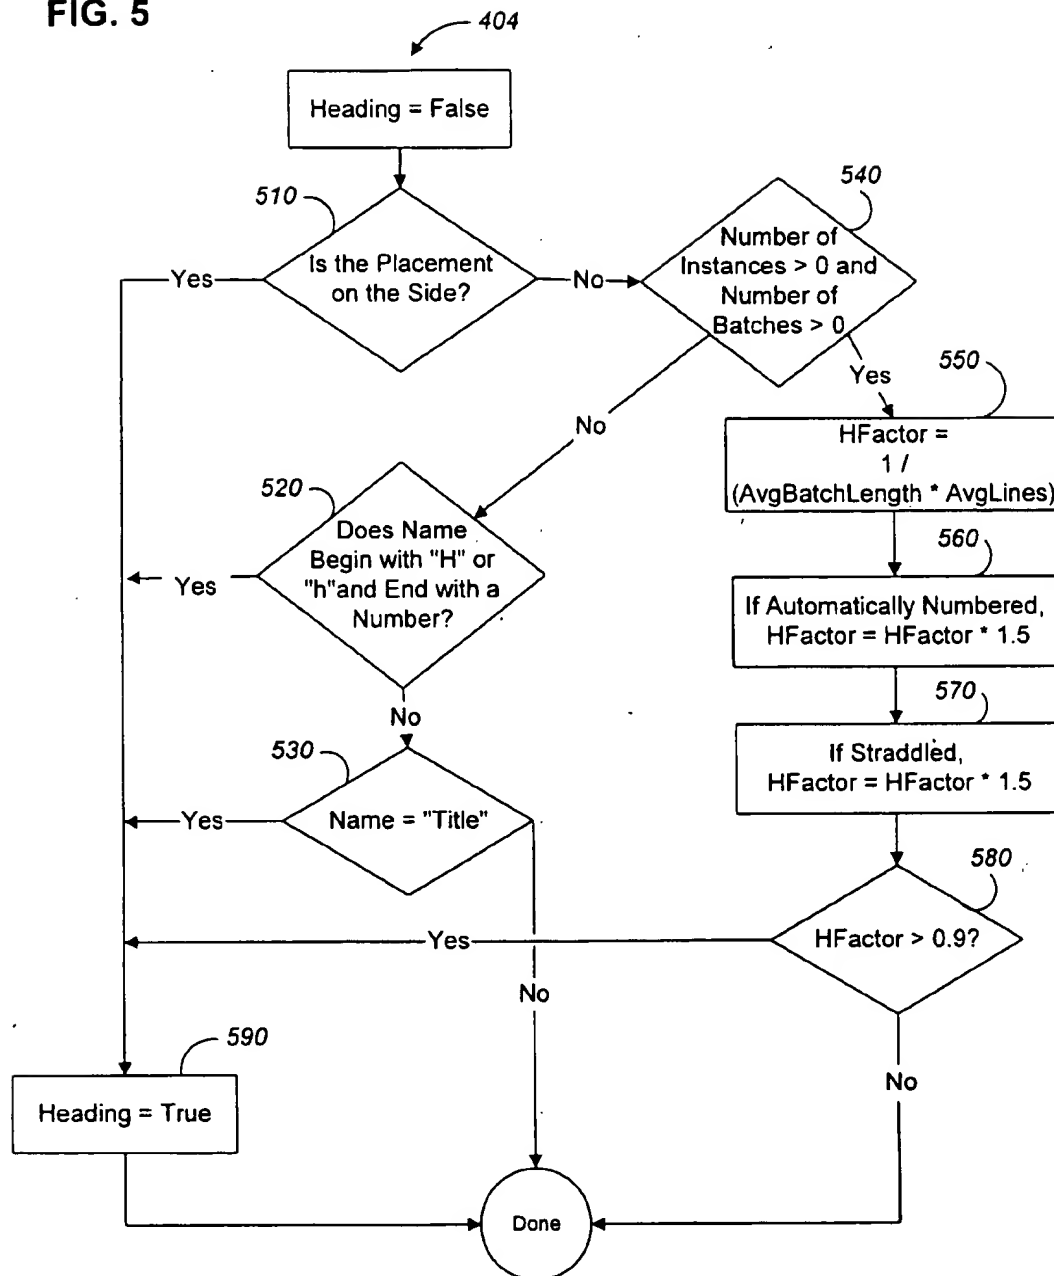 FIG. 5
404
Heading = False
510
Is the Placement
on the Side?
Yes
No
540
Number of
Instances > 0 and
Number of
Batches > 0
Yes
No
550
HFactor =
1 /
(AvgBatchLength * AvgLines)
520
Does Name
Begin with "H" or
"h"and End with a
Number?
Yes
No
560
If Automatically Numbered,
HFactor = HFactor * 1.5
570
If Straddled,
HFactor = HFactor * 1.5
530
Name = "Title"
Yes
No
580
HFactor > 0.9?
Yes
No
590
Heading = True
Done